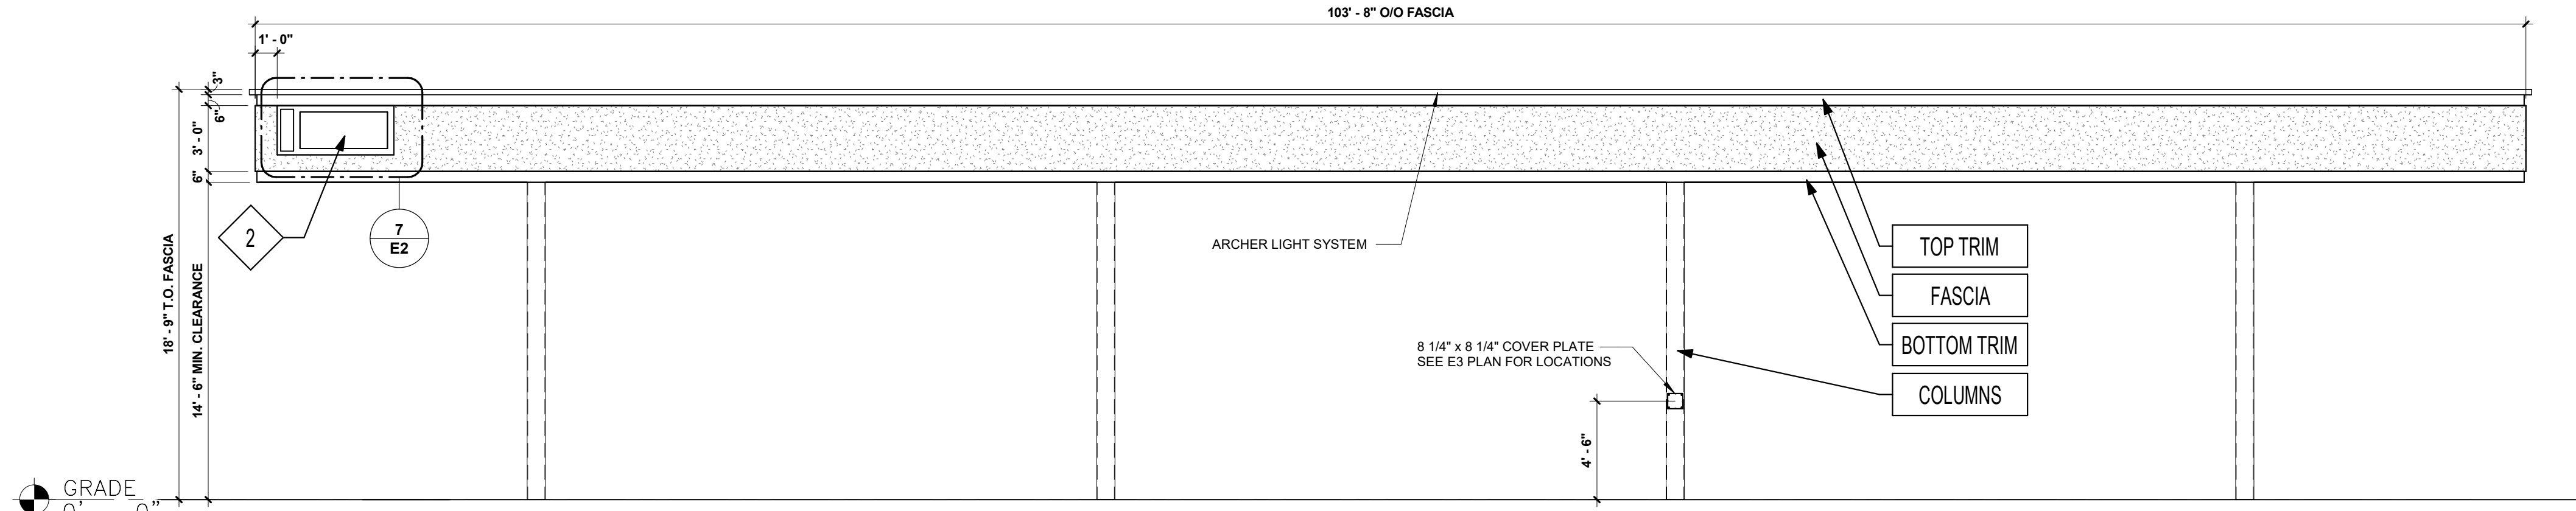 103' - 8" O/O FASCIA
1' - 0"
3"
6"
3' - 0"
6"
18' - 9" T.O. FASCIA
14' - 6" MIN. CLEARANCE
2
7
E2
ARCHER LIGHT SYSTEM
TOP TRIM
FASCIA
BOTTOM TRIM
COLUMNS
8 1/4" x 8 1/4" COVER PLATE
SEE E3 PLAN FOR LOCATIONS
4' - 6"
GRADE
0' 0"